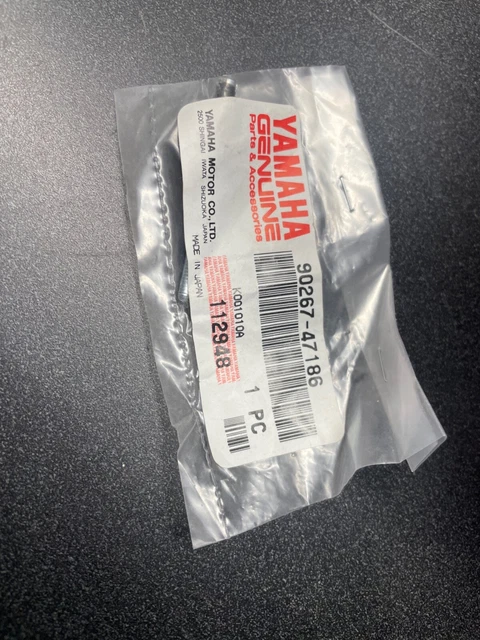 YAMAHA
GENUINE
Parts & Accessories
90267-47186
1 PC
K001010A
112948
YAMAHA MOTOR CO., LTD.
2500 SHINGAI IWATA SHIZUOKA JAPAN
MADE IN JAPAN